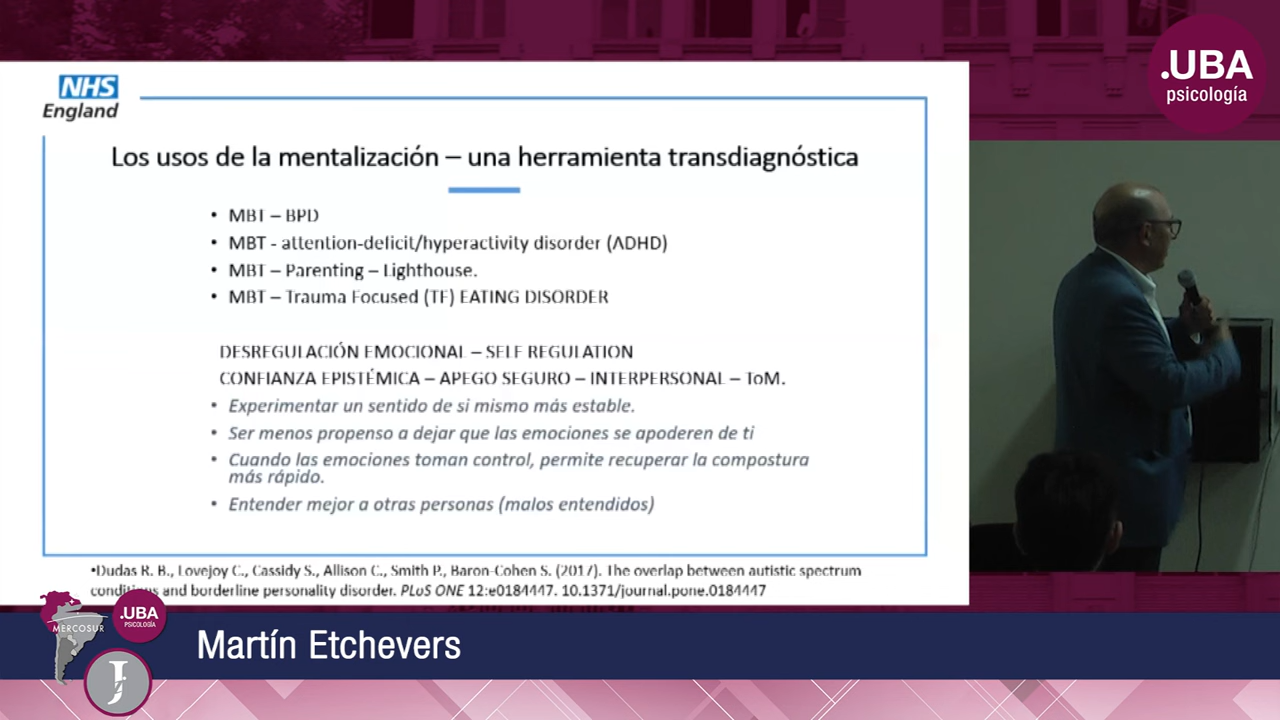 .UBA
psicología
NHS
England
Los usos de la mentalización – una herramienta transdiagnóstica
• MBT – BPD
• MBT - attention-deficit/hyperactivity disorder (ADHD)
• MBT – Parenting – Lighthouse.
• MBT – Trauma Focused (TF) EATING DISORDER
DESREGULACIÓN EMOCIONAL – SELF REGULATION
CONFIANZA EPISTÉMICA – APEGO SEGURO – INTERPERSONAL – ToM.
• Experimentar un sentido de si mismo más estable.
• Ser menos propenso a dejar que las emociones se apoderen de ti
• Cuando las emociones toman control, permite recuperar la compostura
más rápido.
• Entender mejor a otras personas (malos entendidos)
•Dudas R. B., Lovejoy C., Cassidy S., Allison C., Smith P., Baron-Cohen S. (2017). The overlap between autistic spectrum
and borderline personality disorder. PLoS ONE 12:e0184447. 10.1371/journal.pone.0184447
MERCOSUR
.UBA
PSICOLOGÍA
J
Martín Etchevers